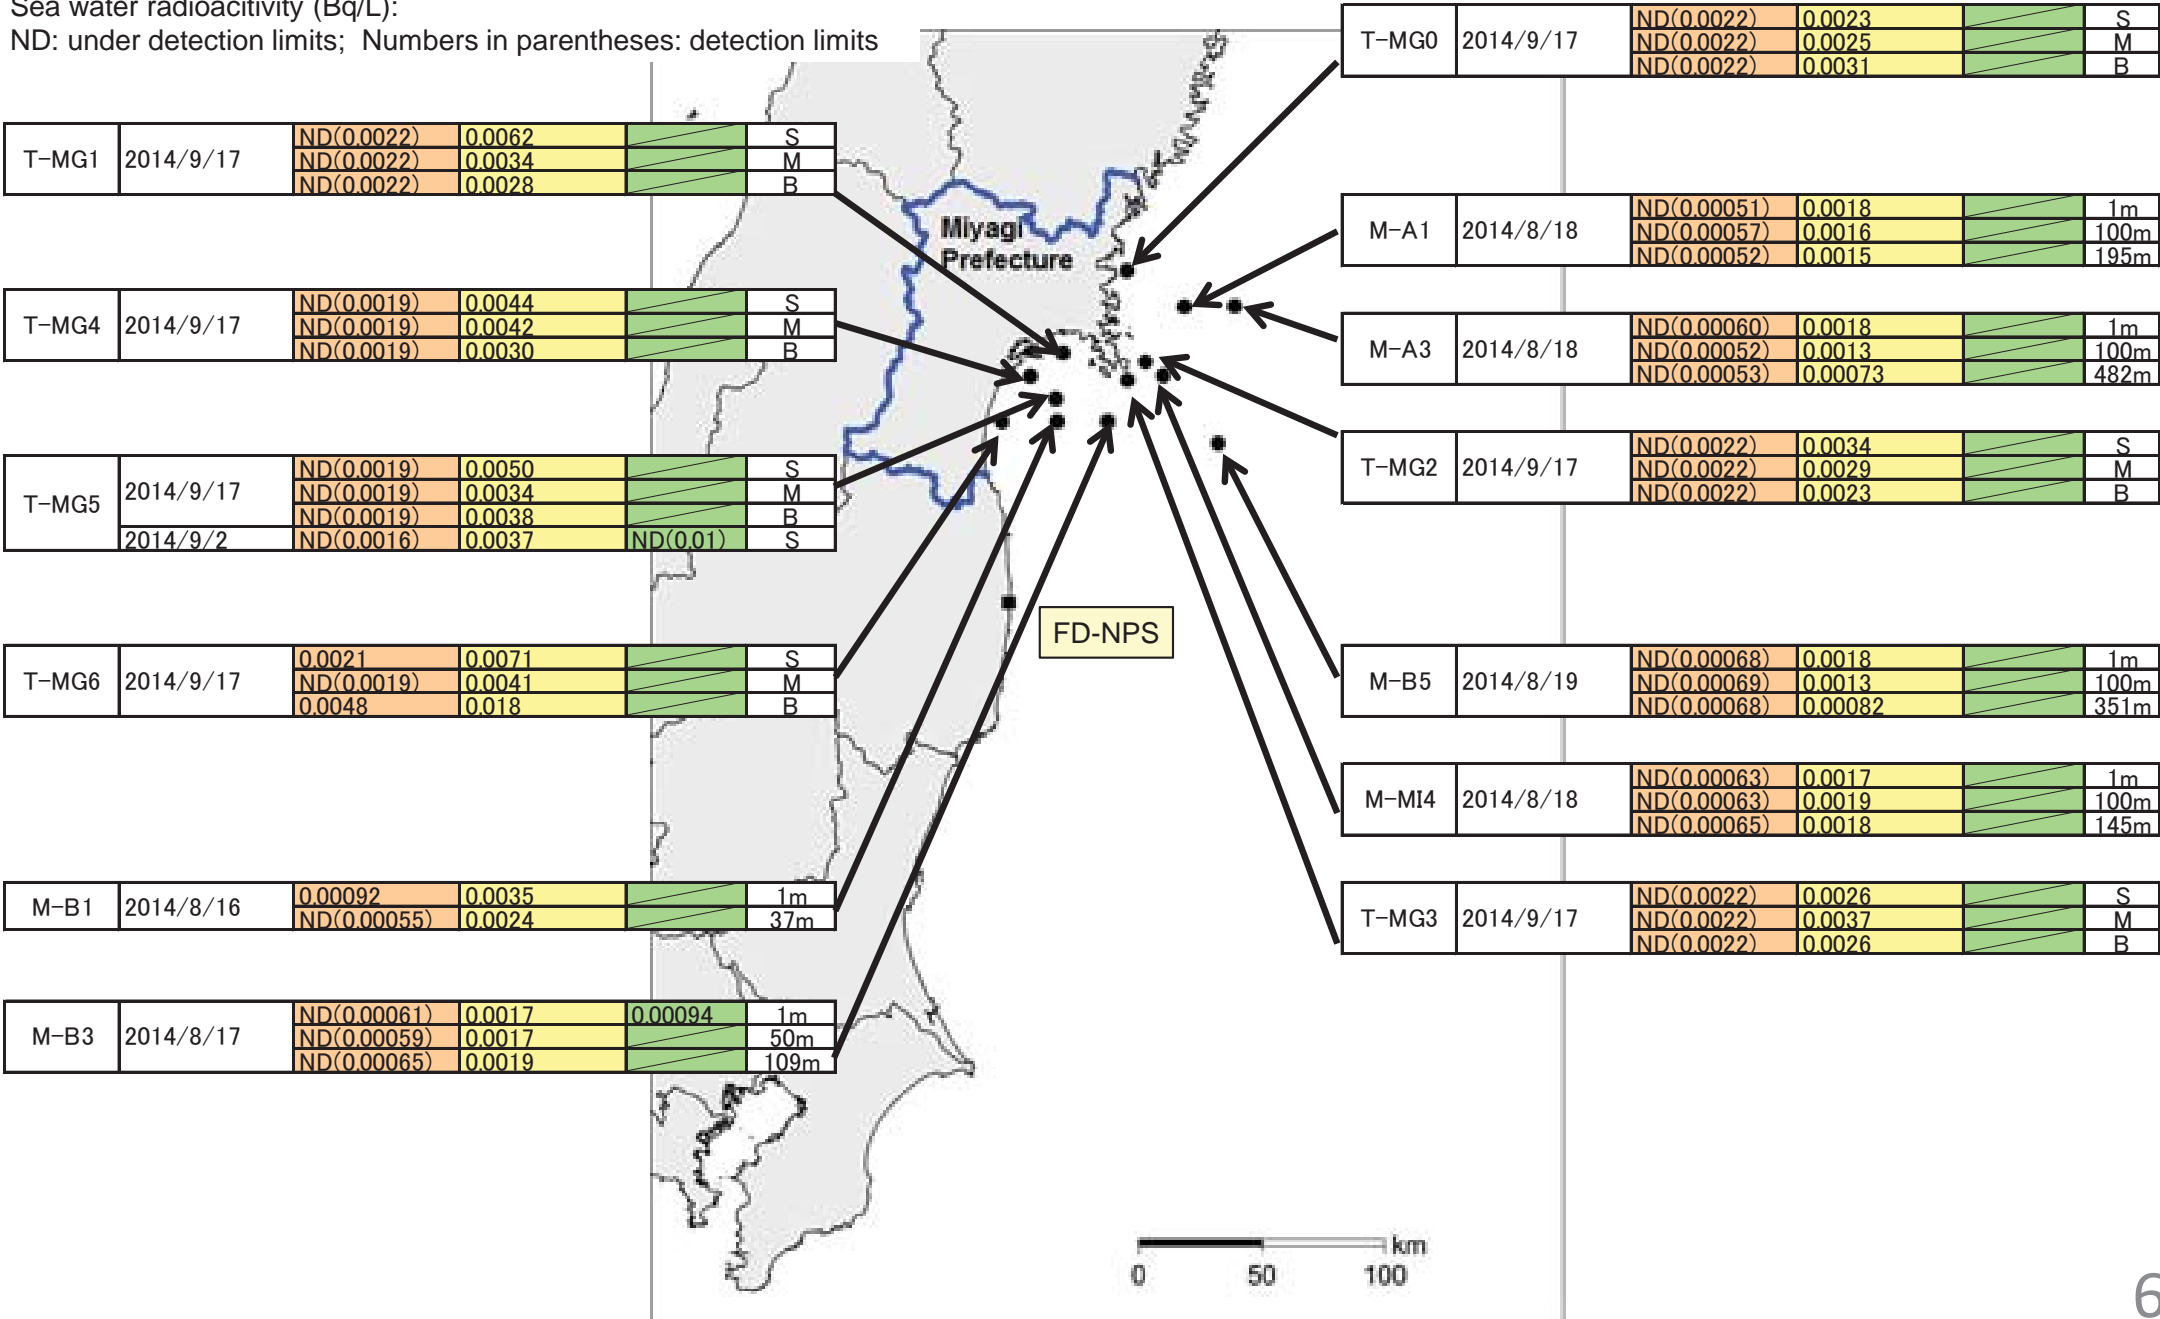 Sea water radioacitivity (Bq/L):
ND: under detection limits; Numbers in parentheses: detection limits
T-MG0 2014/9/17 ND(0.0022) 0.0023 S
ND(0.0022) 0.0025 M
ND(0.0022) 0.0031 B
T-MG1 2014/9/17 ND(0.0022) 0.0062 S
ND(0.0022) 0.0034 M
ND(0.0022) 0.0028 B
M-A1 2014/8/18 ND(0.00051) 0.0018 1m
ND(0.00057) 0.0016 100m
ND(0.00052) 0.0015 195m
Miyagi
Prefecture
T-MG4 2014/9/17 ND(0.0019) 0.0044 S
ND(0.0019) 0.0042 M
ND(0.0019) 0.0030 B
M-A3 2014/8/18 ND(0.00060) 0.0018 1m
ND(0.00052) 0.0013 100m
ND(0.00053) 0.00073 482m
T-MG2 2014/9/17 ND(0.0022) 0.0034 S
ND(0.0022) 0.0029 M
ND(0.0022) 0.0023 B
T-MG5 2014/9/17 ND(0.0019) 0.0050 S
ND(0.0019) 0.0034 M
ND(0.0019) 0.0038 B
2014/9/2 ND(0.0016) 0.0037 ND(0.01) S
FD-NPS
T-MG6 2014/9/17 0.0021 0.0071 S
ND(0.0019) 0.0041 M
0.0048 0.018 B
M-B5 2014/8/19 ND(0.00068) 0.0018 1m
ND(0.00069) 0.0013 100m
ND(0.00068) 0.00082 351m
M-MI4 2014/8/18 ND(0.00063) 0.0017 1m
ND(0.00063) 0.0019 100m
ND(0.00065) 0.0018 145m
M-B1 2014/8/16 0.00092 0.0035 1m
ND(0.00055) 0.0024 37m
T-MG3 2014/9/17 ND(0.0022) 0.0026 S
ND(0.0022) 0.0037 M
ND(0.0022) 0.0026 B
M-B3 2014/8/17 ND(0.00061) 0.0017 0.00094 1m
ND(0.00059) 0.0017 50m
ND(0.00065) 0.0019 109m
km
0 50 100
6